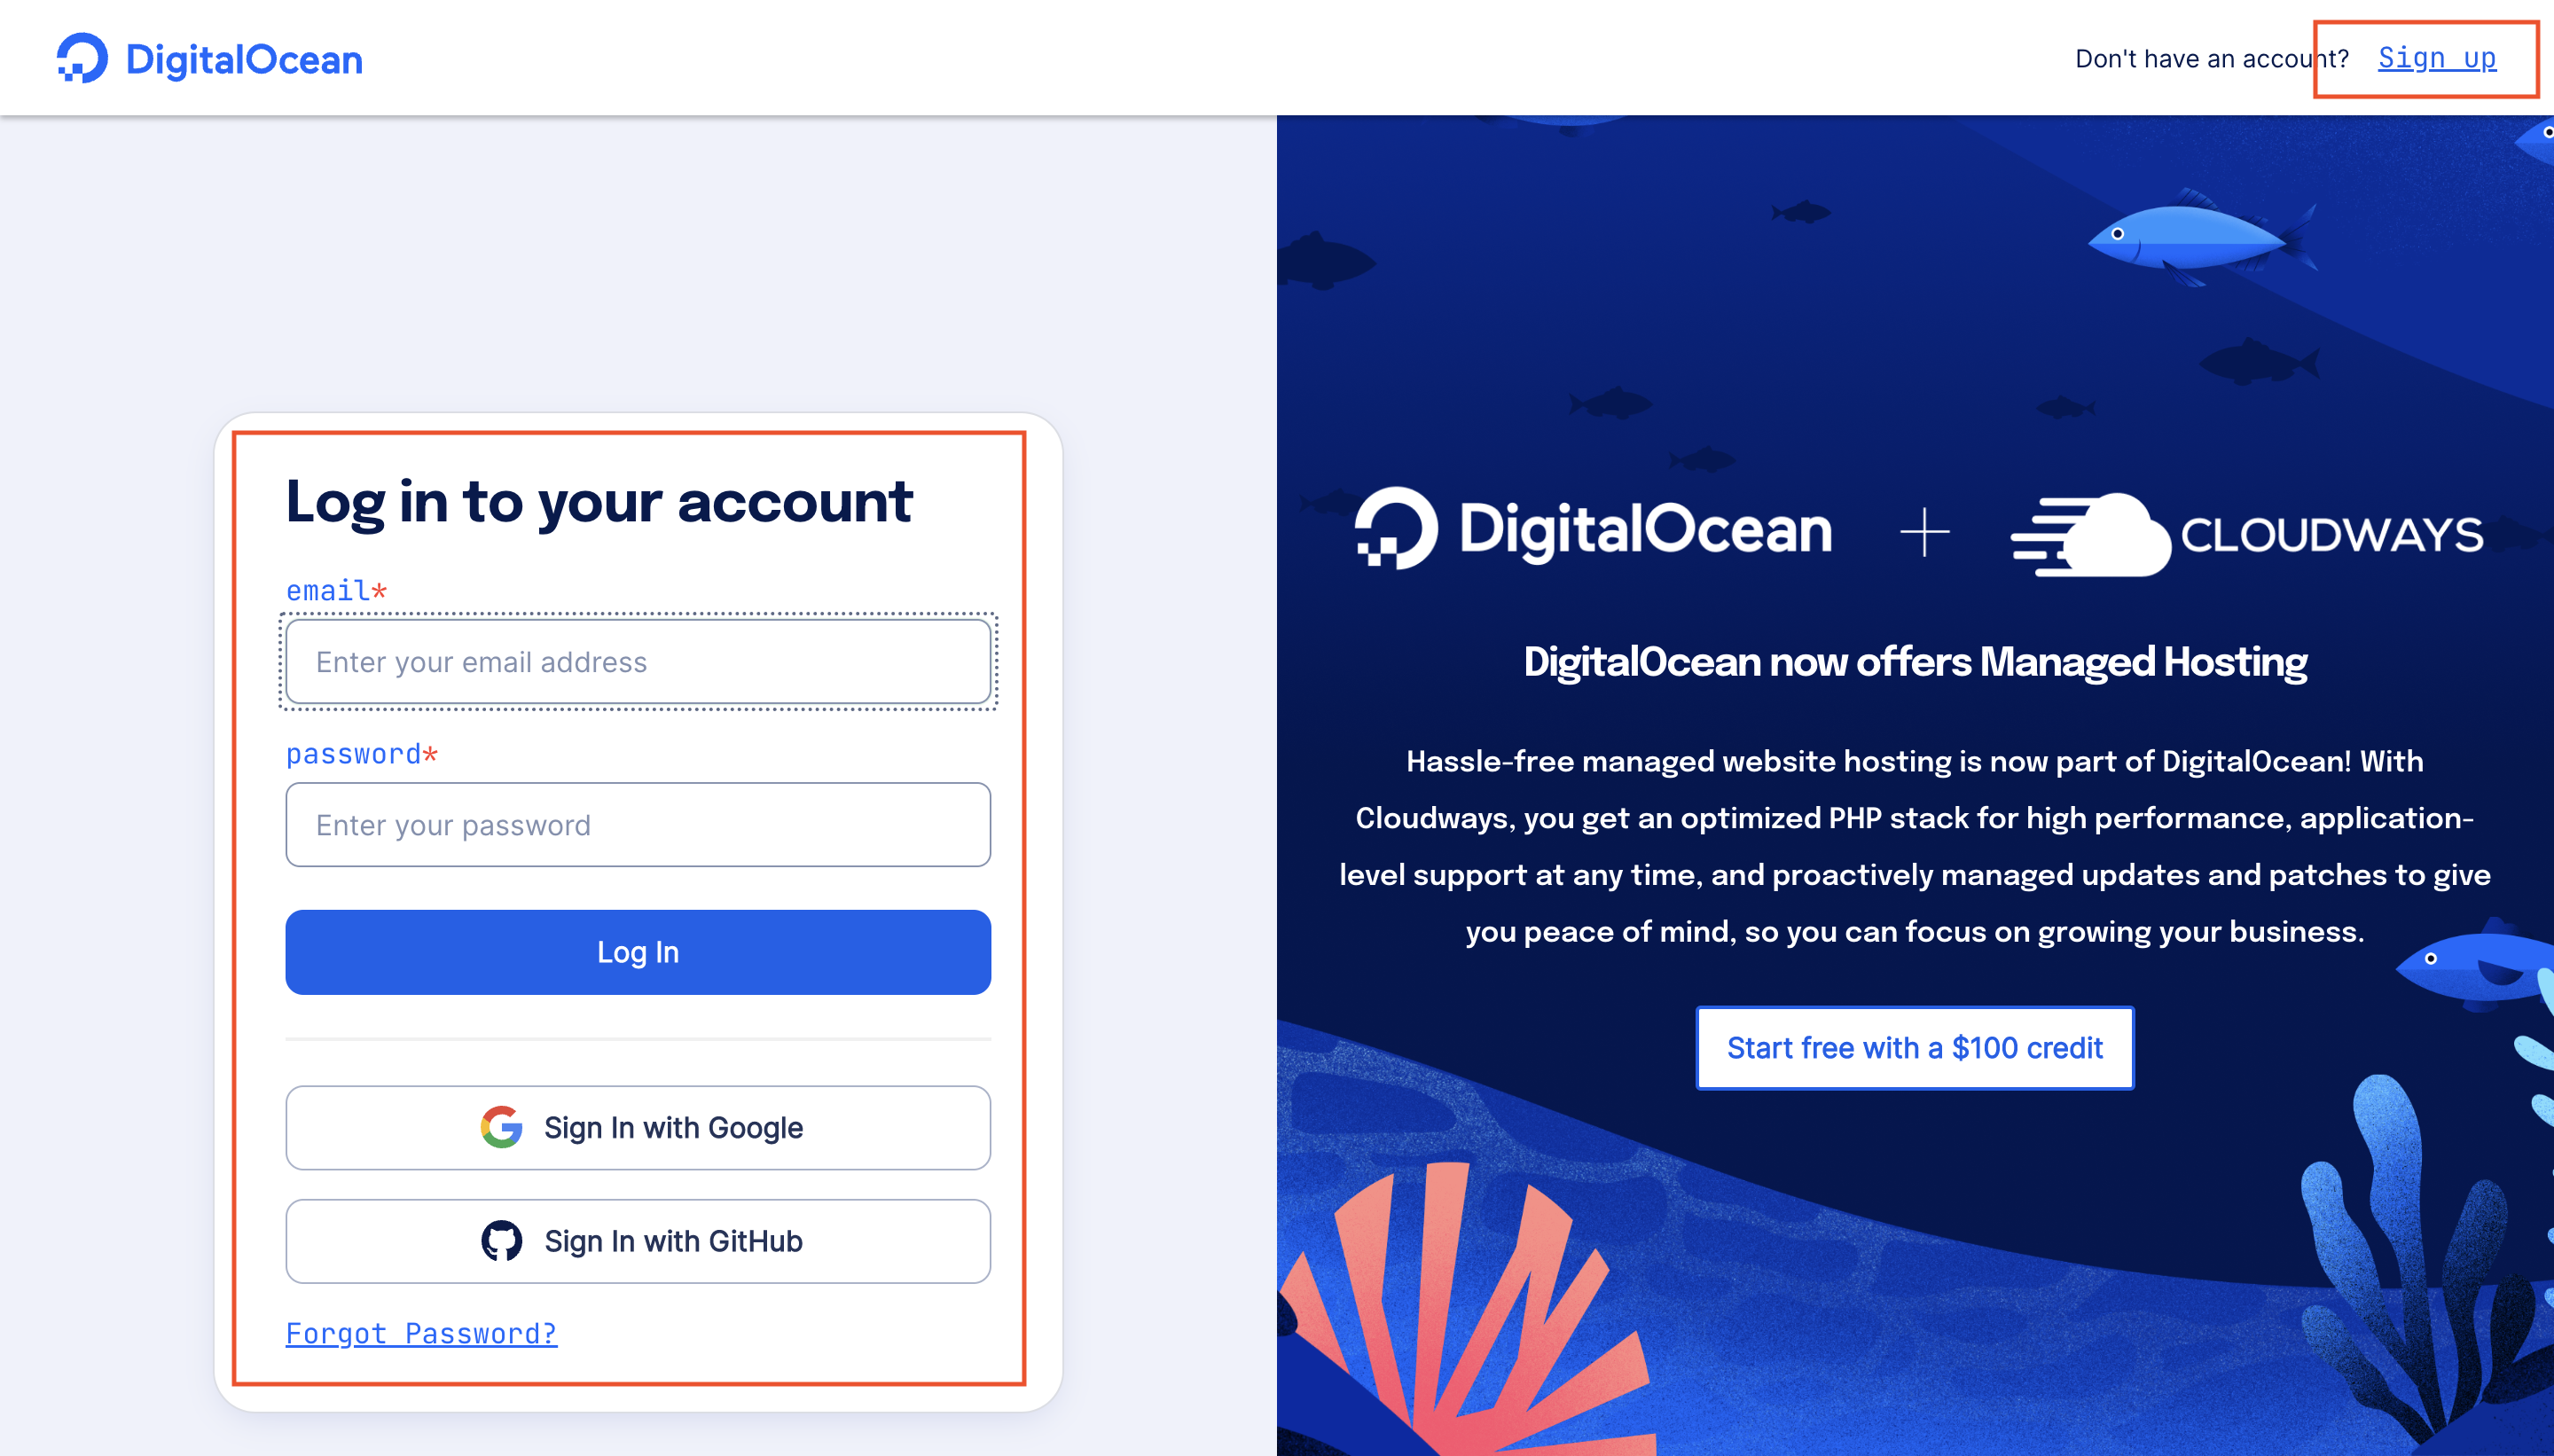 DigitalOcean
Don't have an account? Sign up
Log in to your account
email*
Enter your email address
password*
Enter your password
Log In
Sign In with Google
Sign In with GitHub
Forgot Password?
DigitalOcean + CLOUDWAYS
DigitalOcean now offers Managed Hosting
Hassle-free managed website hosting is now part of DigitalOcean! With
Cloudways, you get an optimized PHP stack for high performance, application-
level support at any time, and proactively managed updates and patches to give
you peace of mind, so you can focus on growing your business.
Start free with a $100 credit